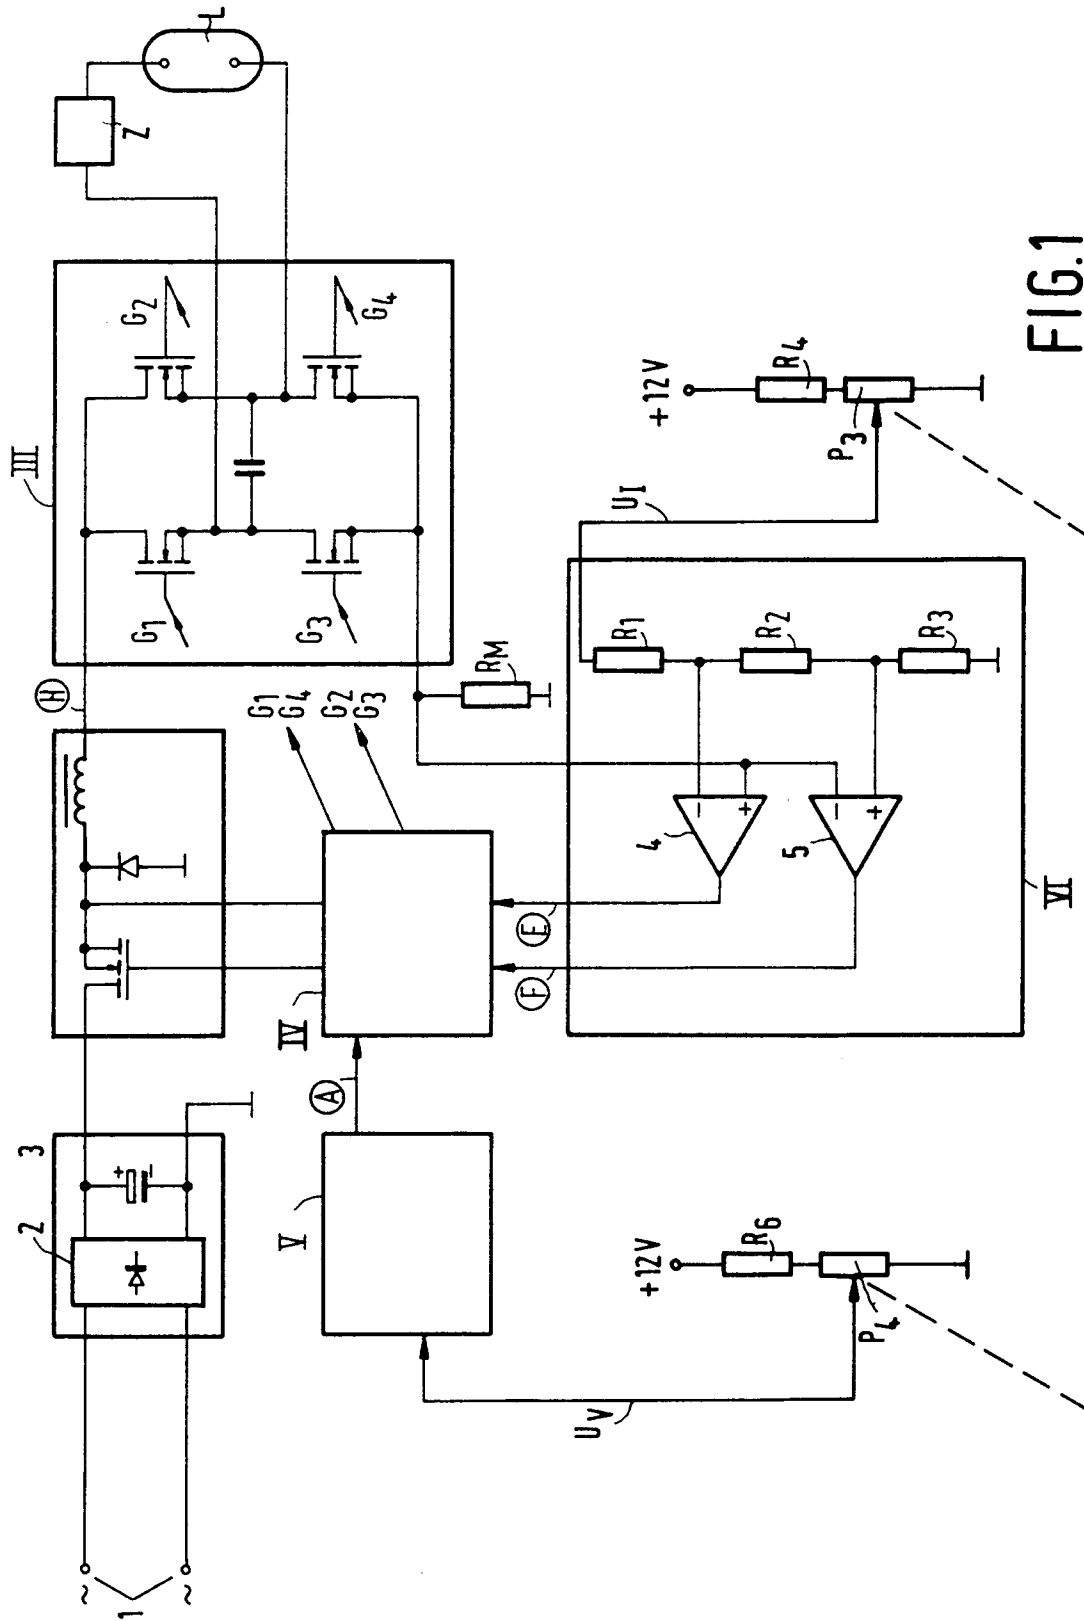 1
~
~
2
3
H
III
G1
G2
G3
G4
Z
L
V
A
IV
G1
G4
G2
G3
RM
F
E
UV
+12V
R6
P4
4
5
-
+
-
+
R1
R2
R3
VI
UI
+12V
R4
P3
+
-
FIG.1